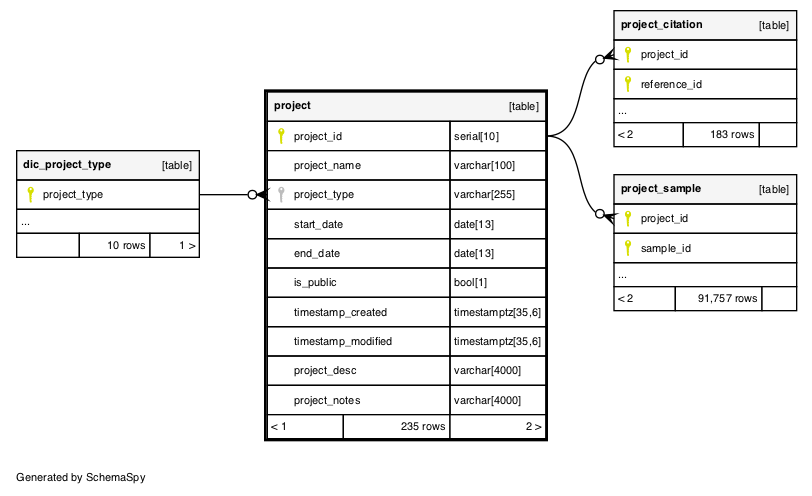 project_citation [table]
project_id
reference_id
...
< 2 183 rows
project [table]
project_id serial[10]
project_name varchar[100]
project_type varchar[255]
start_date date[13]
end_date date[13]
is_public bool[1]
timestamp_created timestamptz[35,6]
timestamp_modified timestamptz[35,6]
project_desc varchar[4000]
project_notes varchar[4000]
< 1 235 rows 2 >
dic_project_type [table]
project_type
...
10 rows 1 >
project_sample [table]
project_id
sample_id
...
< 2 91,757 rows
Generated by SchemaSpy